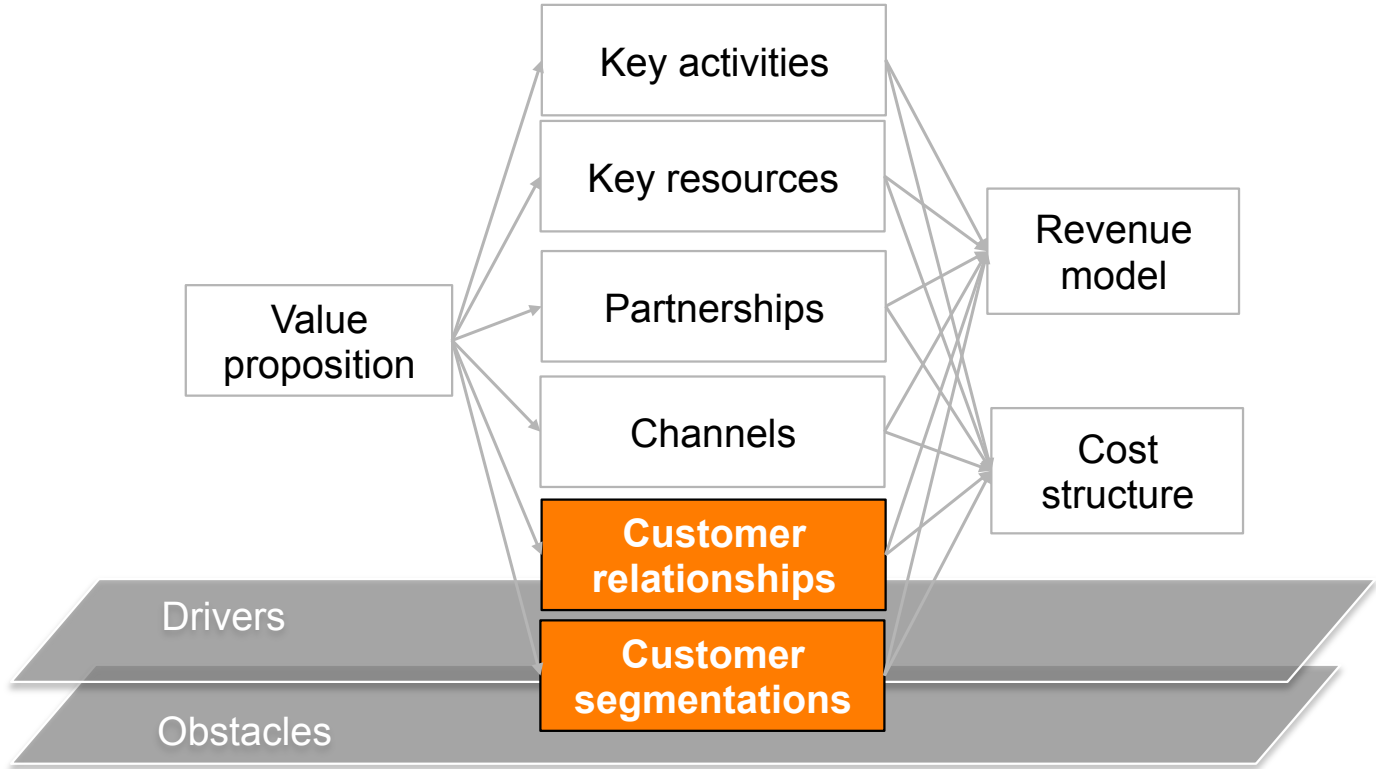 Key activities
Key resources
Partnerships
Channels
Customer
relationships
Customer
segmentations
Value
proposition
Revenue
model
Cost
structure
Drivers
Obstacles